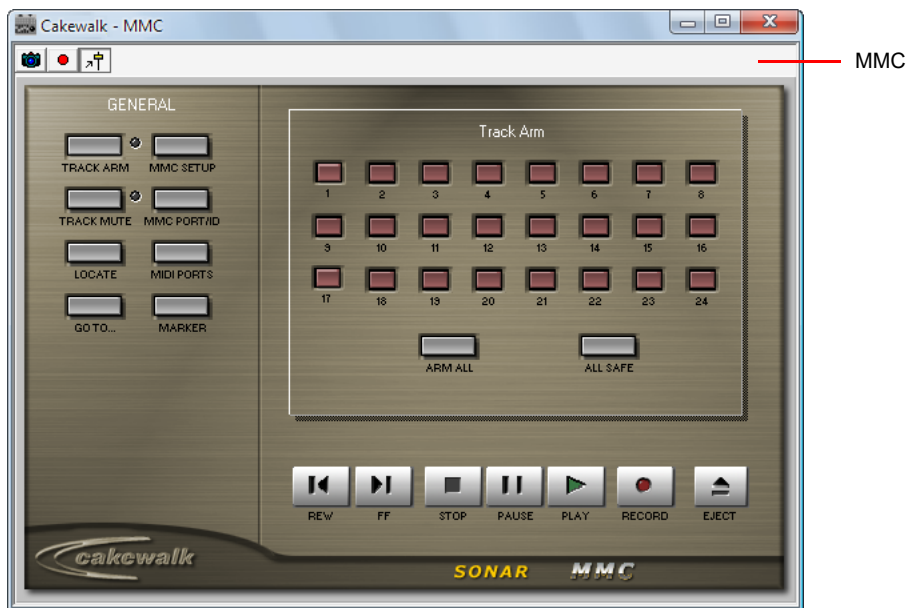 Cakewalk - MMC
MMC
GENERAL
TRACK ARM MMC SETUP
TRACK MUTE MMC PORT/ID
LOCATE MIDI PORTS
GO TO... MARKER
Track Arm
1 2 3 4 5 6 7 8
9 10 11 12 13 14 15 16
17 18 19 20 21 22 23 24
ARM ALL ALL SAFE
REW FF STOP PAUSE PLAY RECORD EJECT
cakewalk
SONAR MMC